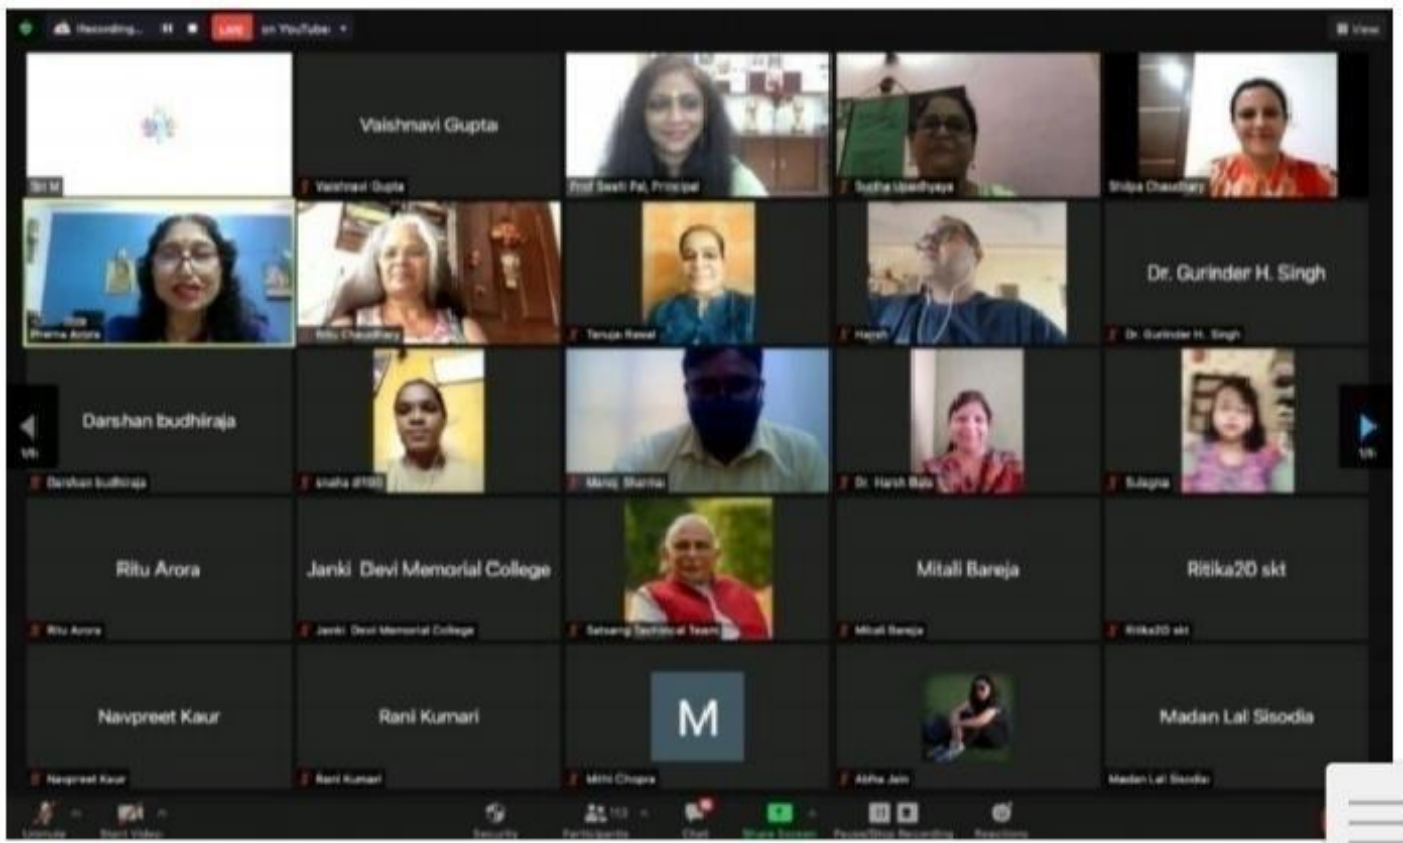 Recording...
LIVE
on YouTube
View
Sri M
Vaishnavi Gupta
Vaishnavi Gupta
Prof Swati Pal, Principal
Sudha Upadhyaya
Shilpa Chaudhary
Prerna Arora
Chaudhary
Tanuja Rawal
Harsh
Dr. Gurinder H. Singh
Dr. Gurinder H. Singh
Darshan budhiraja
Darshan budhiraja
sneha
Manoj Sharma
Dr. Harsh Bala
Sulagna
Ritu Arora
Ritu Arora
Janki Devi Memorial College
Janki Devi Memorial College
Satsang Technical Team
Mitali Bareja
Mitali Bareja
Ritika20 skt
Ritika20 skt
Navpreet Kaur
Navpreet Kaur
Rani Kumari
Rani Kumari
M
Mithi Chopra
Abha Jain
Madan Lal Sisodia
Madan Lal Sisodia
Unmute
Start Video
Security
Participants
113
Chat
Share Screen
Pause/Stop Recording
Reactions